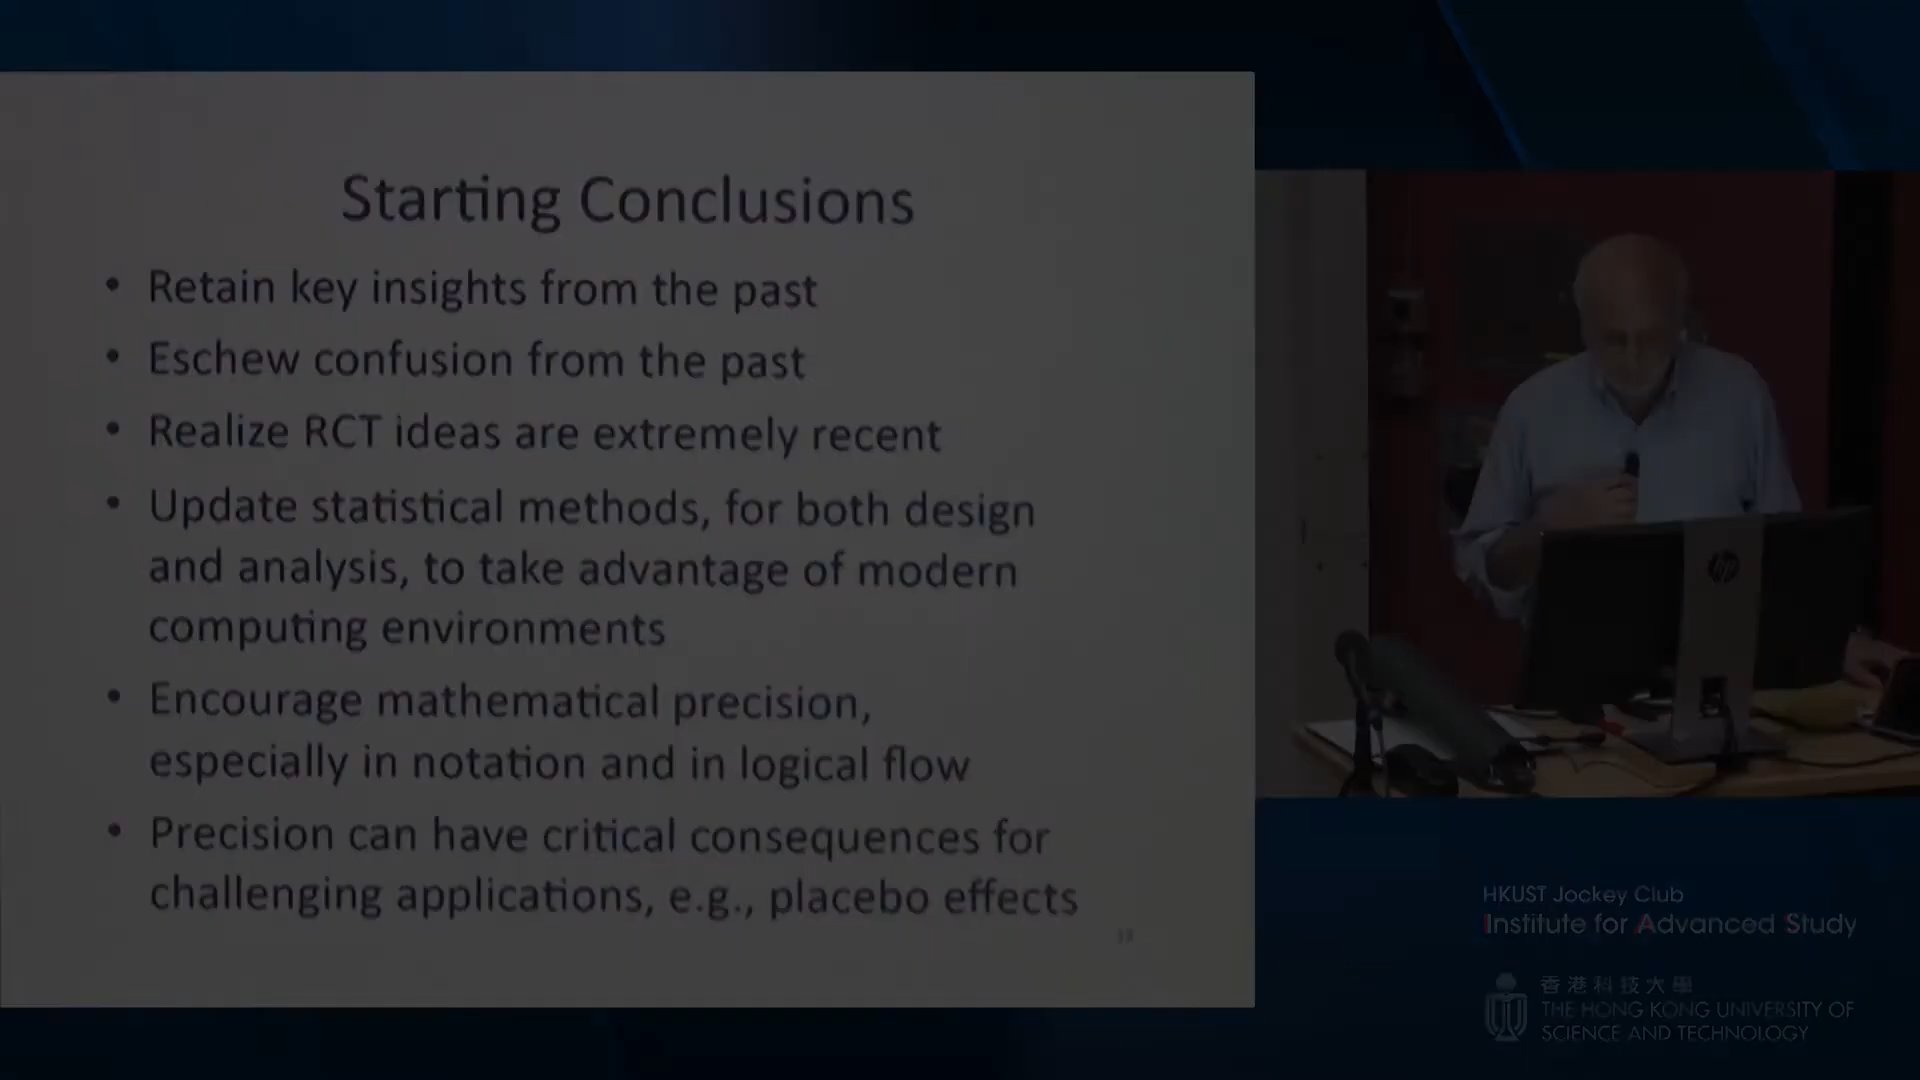 Starting Conclusions
• Retain key insights from the past
• Eschew confusion from the past
• Realize RCT ideas are extremely recent
• Update statistical methods, for both design
and analysis, to take advantage of modern
computing environments
• Encourage mathematical precision,
especially in notation and in logical flow
• Precision can have critical consequences for
challenging applications, e.g., placebo effects
hp
HKUST Jockey Club
Institute for Advanced Study
香港科技大學
THE HONG KONG UNIVERSITY OF
SCIENCE AND TECHNOLOGY